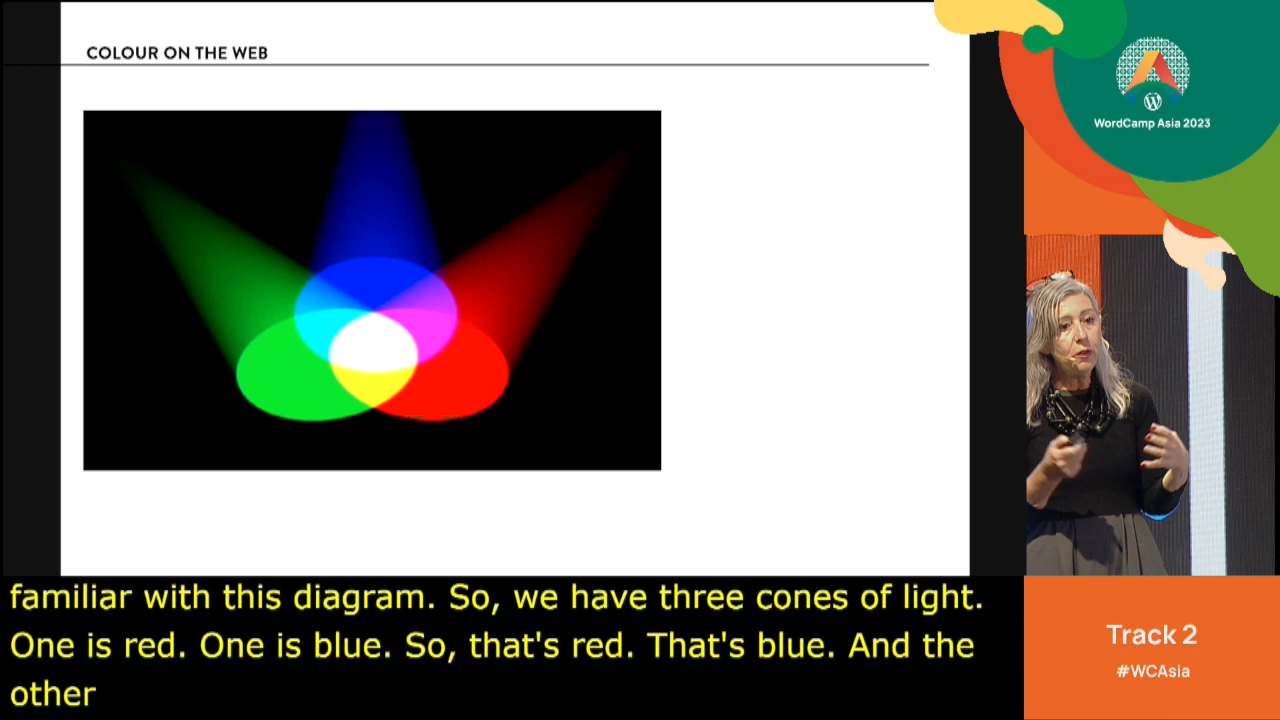 COLOUR ON THE WEB
WordCamp Asia 2023
familiar with this diagram. So, we have three cones of light.
One is red. One is blue. So, that's red. That's blue. And the
other
Track 2
#WCAsia